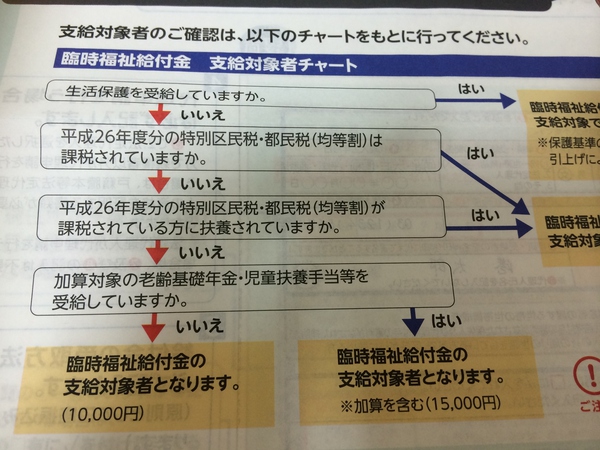 支給対象者のご確認は、以下のチャートをもとに行ってください。
臨時福祉給付金　支給対象者チャート
生活保護を受給していますか。
はい
臨時福祉給
支給対象で
※保護基準の
引上げによ
いいえ
平成26年度分の特別区民税・都民税(均等割)は
課税されていますか。
はい
いいえ
平成26年度分の特別区民税・都民税(均等割)が
課税されている方に扶養されていますか。
はい
臨時福
支給対
いいえ
加算対象の老齢基礎年金・児童扶養手当等を
受給していますか。
いいえ
はい
臨時福祉給付金の
支給対象者となります。
(10,000円)
臨時福祉給付金の
支給対象者となります。
※加算を含む(15,000円)
ご注